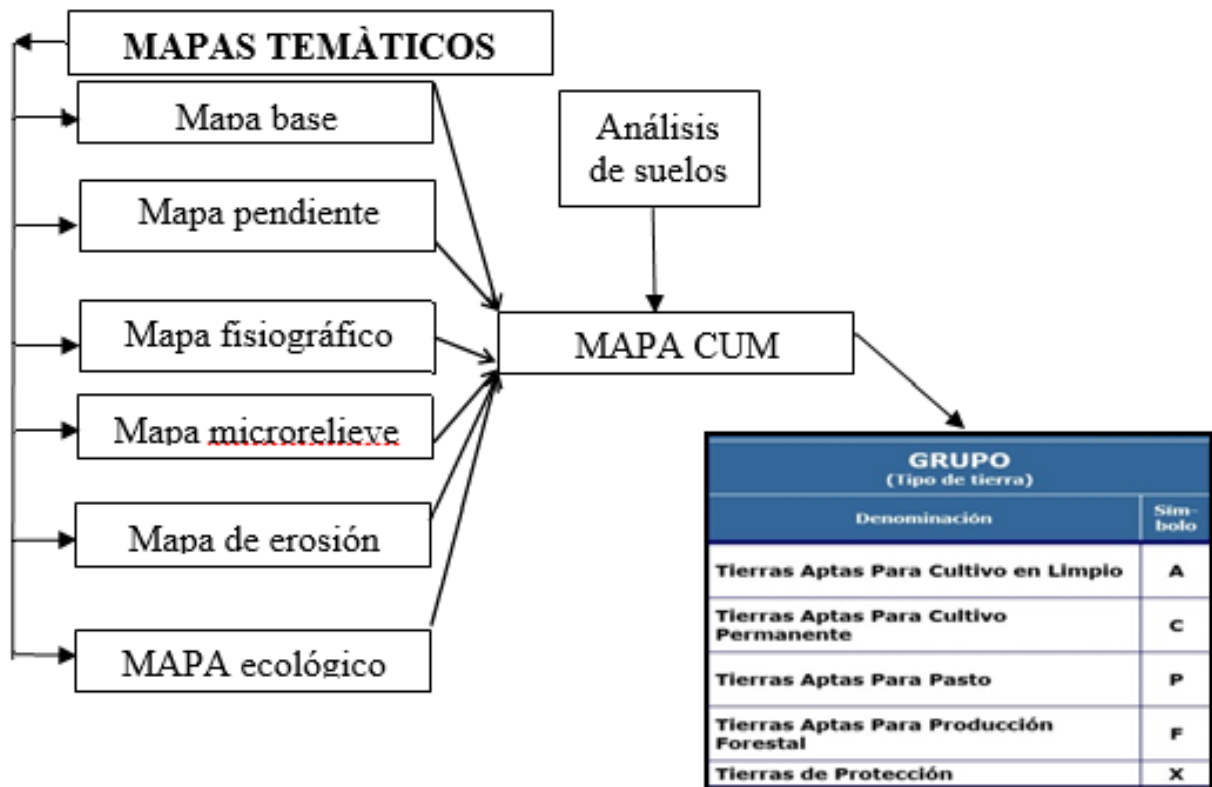 MAPAS TEMÀTICOS
Mapa base
Mapa pendiente
Mapa fisiográfico
Mapa microrelieve
Mapa de erosión
MAPA ecológico
Análisis
de suelos
MAPA CUM
GRUPO
(Tipo de tierra)
Denominación
Sím-
bolo
Tierras Aptas Para Cultivo en Limpio A
Tierras Aptas Para Cultivo
Permanente C
Tierras Aptas Para Pasto P
Tierras Aptas Para Producción
Forestal F
Tierras de Protección X